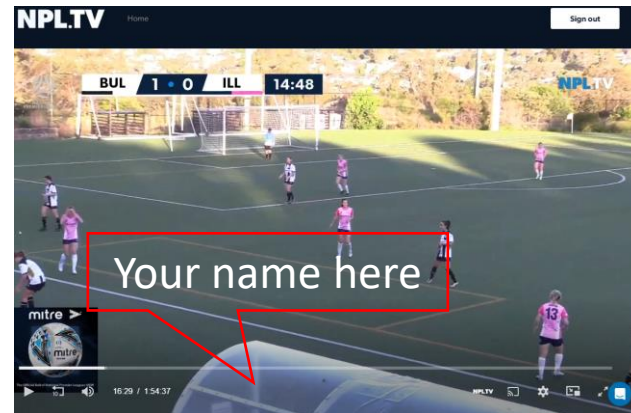 NPL.TV Home Sign out
BUL 1 • 0 ILL 14:48
NPL TV
Your name here
mitre
mitre
13
16:29 / 1:54:37 NPL.TV